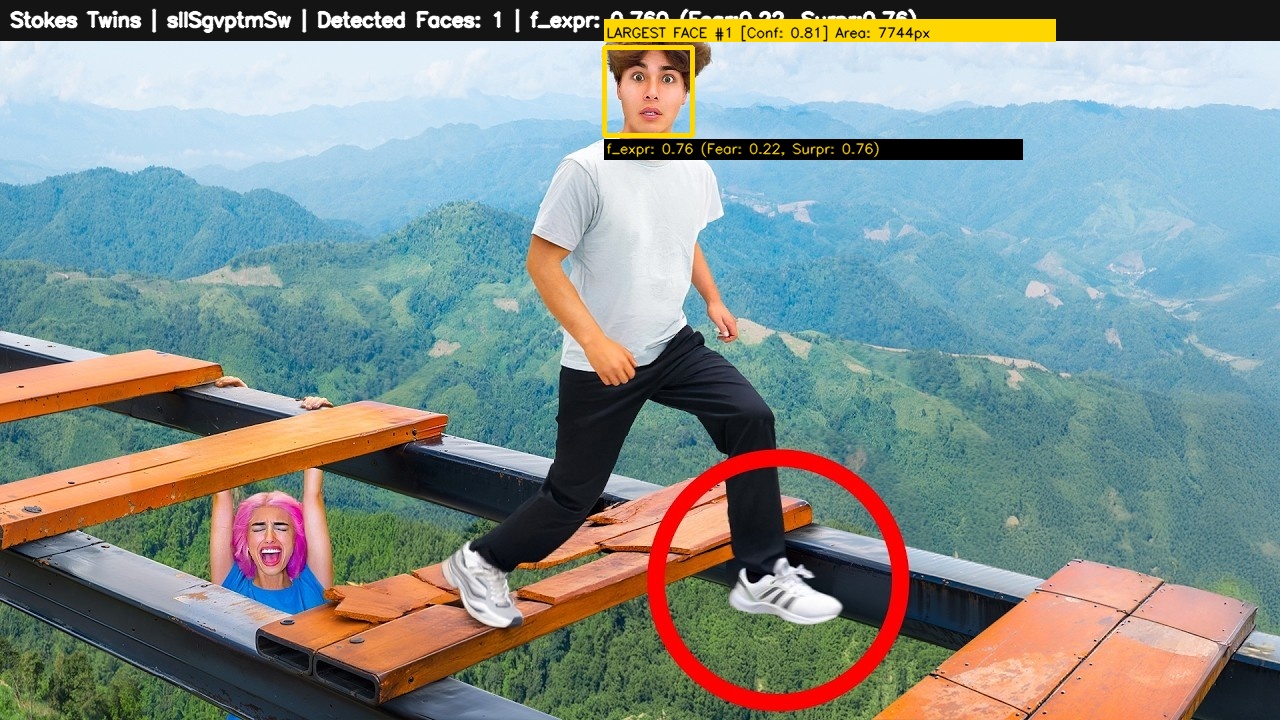 Stokes Twins | sllSgvptmSw | Detected Faces: 1 | f_expr: 0.760 (Fear:0.22, Surpr:0.76)
LARGEST FACE #1 [Conf: 0.81] Area: 7744px
f_expr: 0.76 (Fear: 0.22, Surpr: 0.76)